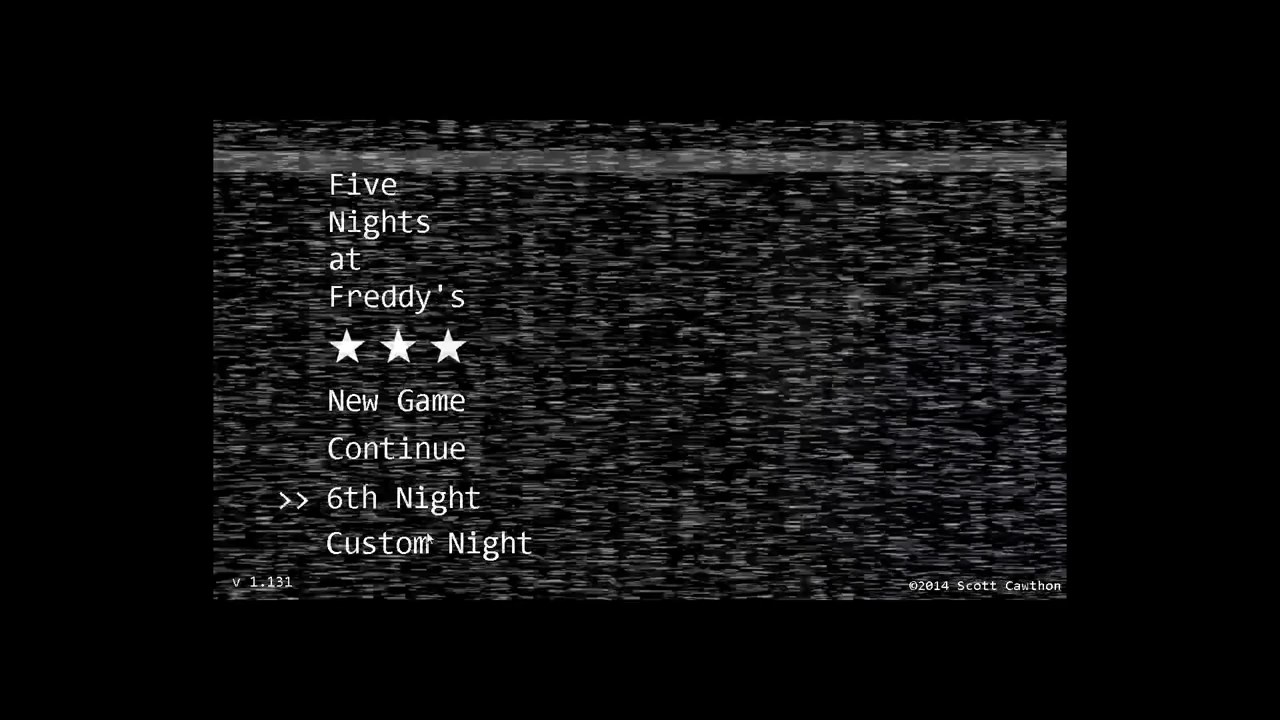 Five
Nights
at
Freddy's
★ ★ ★
New Game
Continue
>> 6th Night
Custom Night
v 1.131
©2014 Scott Cawthon